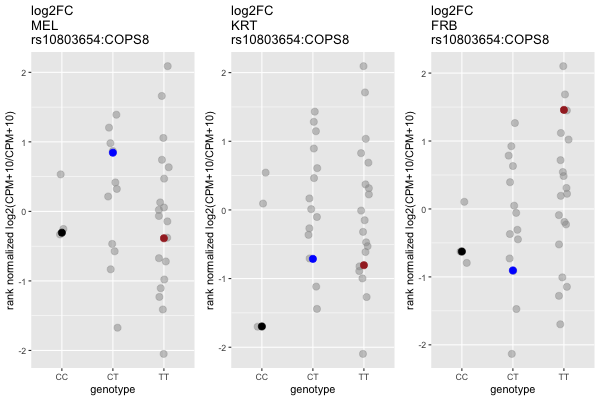 log2FC
MEL
rs10803654:COPS8
rank normalized log2(CPM+10/CPM+10)
2
1
0
-1
-2
CC CT TT
genotype
log2FC
KRT
rs10803654:COPS8
rank normalized log2(CPM+10/CPM+10)
2
1
0
-1
-2
CC CT TT
genotype
log2FC
FRB
rs10803654:COPS8
rank normalized log2(CPM+10/CPM+10)
2
1
0
-1
-2
CC CT TT
genotype